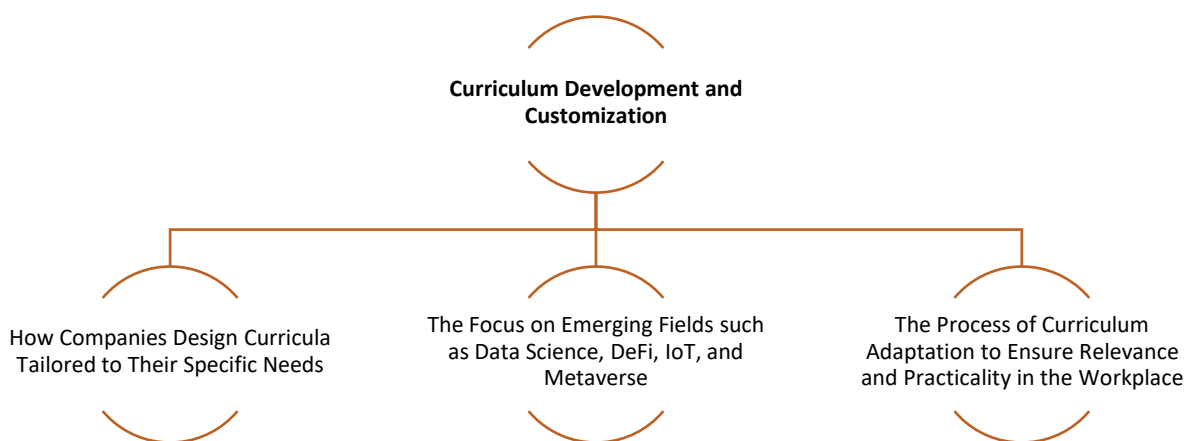 Curriculum Development and
Customization
How Companies Design Curricula
Tailored to Their Specific Needs
The Focus on Emerging Fields such
as Data Science, DeFi, IoT, and
Metaverse
The Process of Curriculum
Adaptation to Ensure Relevance
and Practicality in the Workplace